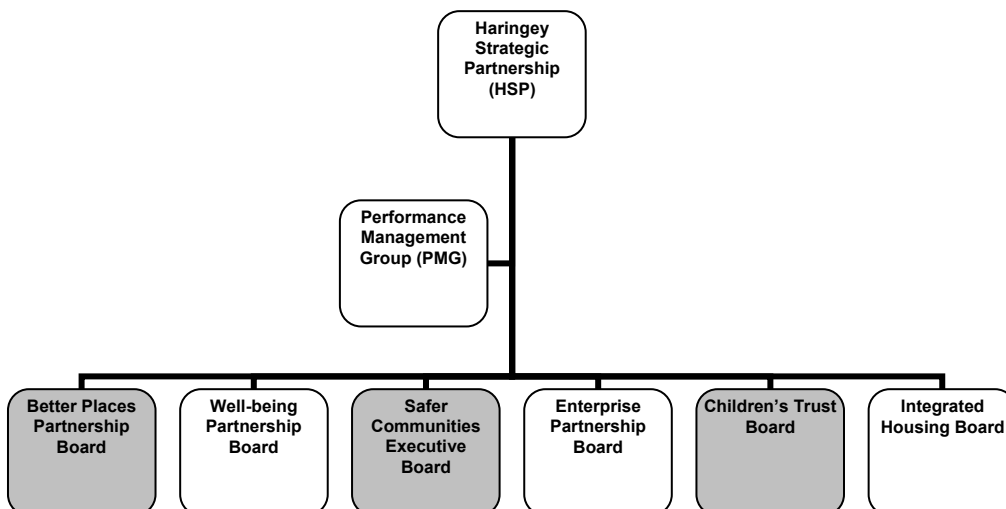 Haringey
Strategic
Partnership
(HSP)
Performance
Management
Group (PMG)
Better Places
Partnership
Board
Well-being
Partnership
Board
Safer
Communities
Executive
Board
Enterprise
Partnership
Board
Children’s Trust
Board
Integrated
Housing Board